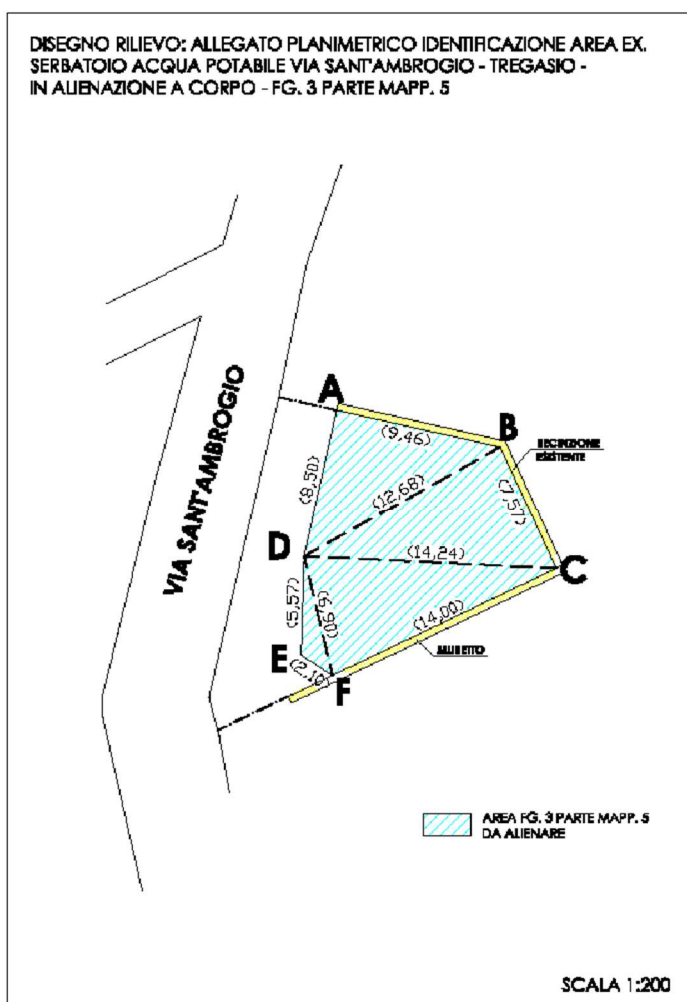 DISEGNO RILIEVO: ALLEGATO PLANIMETRICO IDENTIFICAZIONE AREA EX.
SERBATOIO ACQUA POTABILE VIA SANT'AMBROGIO - TREGASIO -
IN ALIENAZIONE A CORPO - FG. 3 PARTE MAPP. 5
VIA SANT'AMBROGIO
A
(9,46)
B
RECINZIONE
ESISTENTE
(8,50)
(12,68)
(7,57)
D
(14,24)
C
(5,57)
(6,90)
(14,00)
MURETTO
E
(2,10)
F
AREA FG. 3 PARTE MAPP. 5
DA ALIENARE
SCALA 1:200